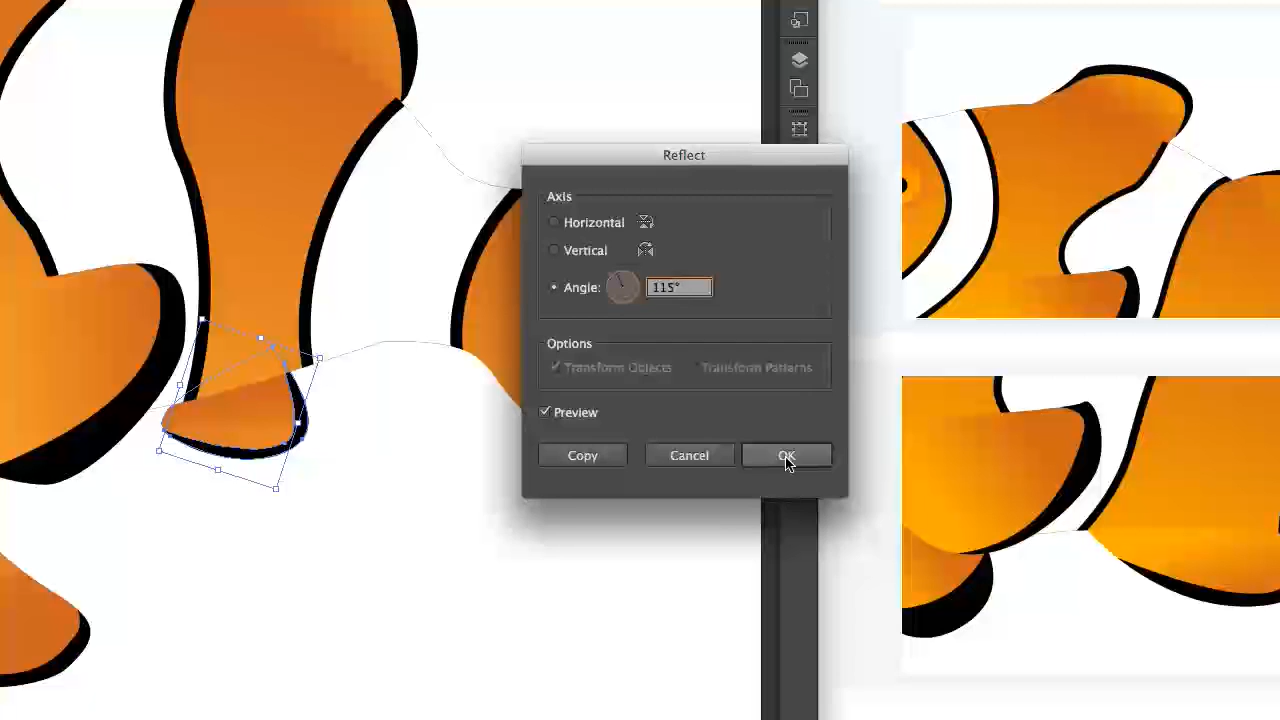 Reflect
Axis
Horizontal
Vertical
Angle: 115°
Options
Transform Objects Transform Patterns
Preview
Copy Cancel OK